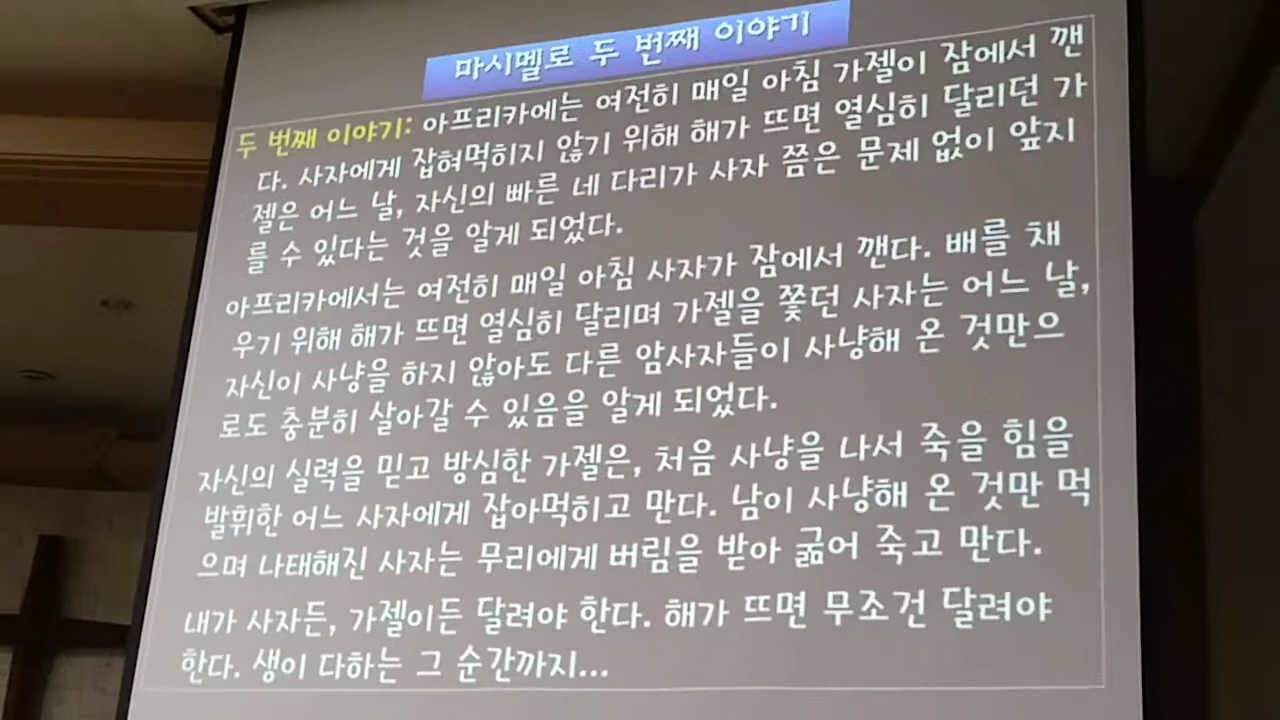 마시멜로 두 번째 이야기
두 번째 이야기: 아프리카에는 여전히 매일 아침 가젤이 잠에서 깬
다. 사자에게 잡혀먹히지 않기 위해 해가 뜨면 열심히 달리던 가
젤은 어느 날, 자신의 빠른 네 다리가 사자 쯤은 문제 없이 앞지
를 수 있다는 것을 알게 되었다.
아프리카에서는 여전히 매일 아침 사자가 잠에서 깬다. 배를 채
우기 위해 해가 뜨면 열심히 달리며 가젤을 쫓던 사자는 어느 날,
자신이 사냥을 하지 않아도 다른 암사자들이 사냥해 온 것만으
로도 충분히 살아갈 수 있음을 알게 되었다.
자신의 실력을 믿고 방심한 가젤은, 처음 사냥을 나서 죽을 힘을
발휘한 어느 사자에게 잡아먹히고 만다. 남이 사냥해 온 것만 먹
으며 나태해진 사자는 무리에게 버림을 받아 굶어 죽고 만다.
내가 사자든, 가젤이든 달려야 한다. 해가 뜨면 무조건 달려야
한다. 생이 다하는 그 순간까지...